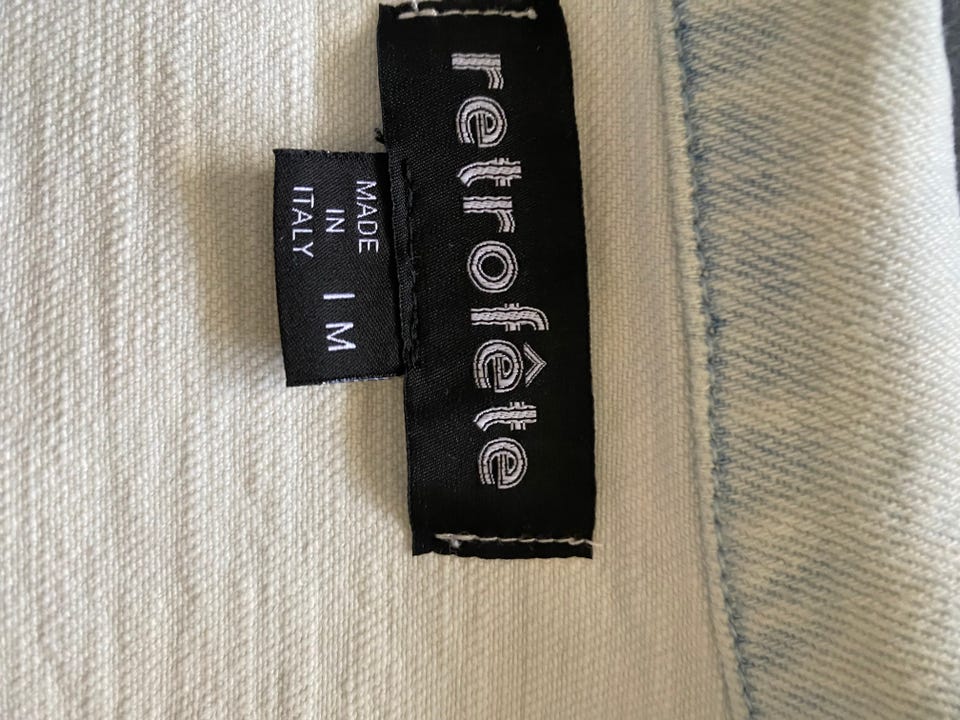 retrofête
MADE
IN
ITALY
| M